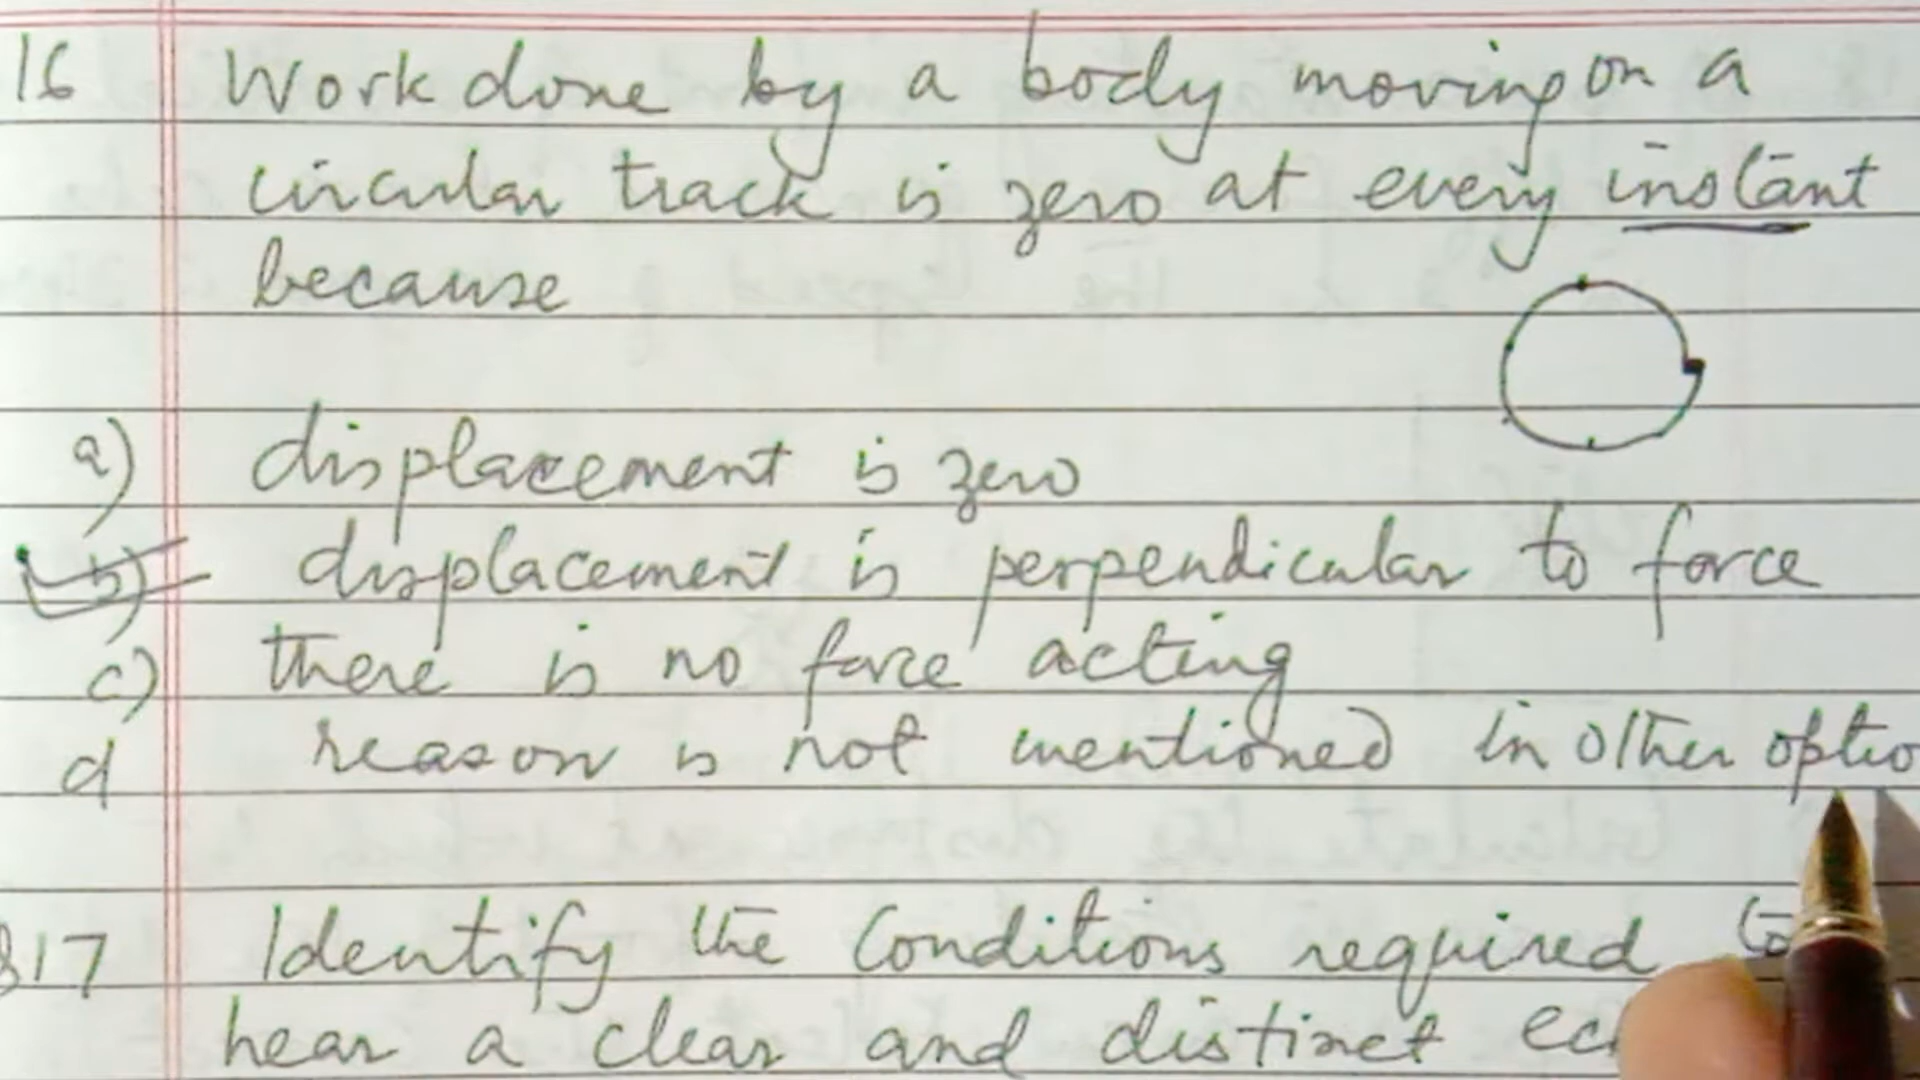 16 Work done by a body moving on a
circular track is zero at every instant
because
a) displacement is zero
b) displacement is perpendicular to force
c) there is no force acting
d reason is not mentioned in other optio
17 Identify the Conditions required to
hear a clear and distinct ec